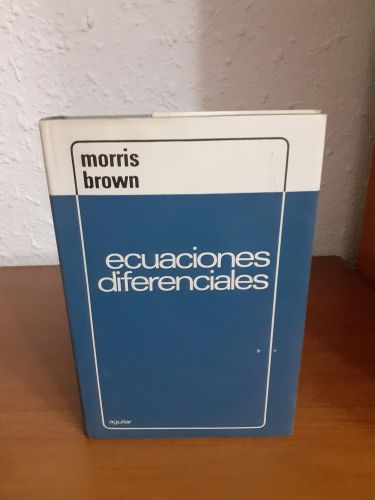 morris
brown
ecuaciones
diferenciales
aguilar